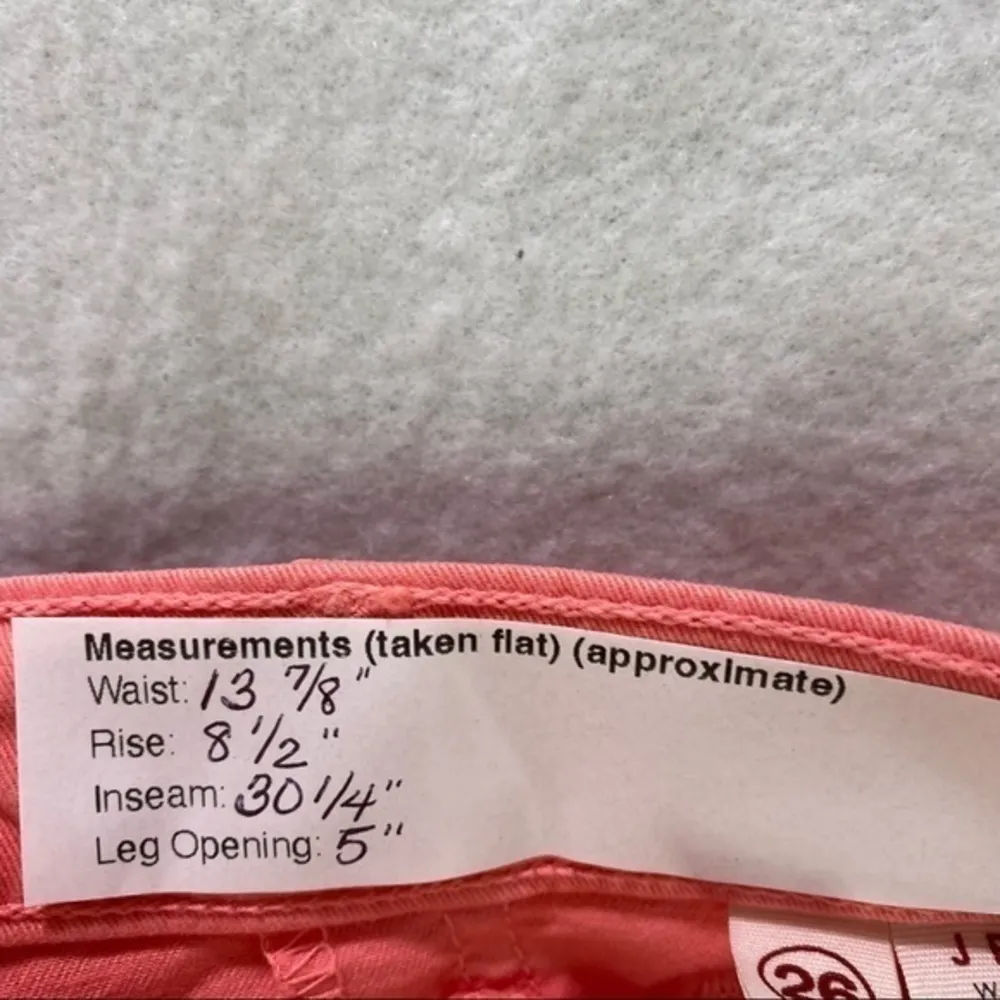 Measurements (taken flat) (approximate)
Waist: 13 7/8"
Rise: 8 1/2"
Inseam: 30 1/4"
Leg Opening: 5"
26
J
W